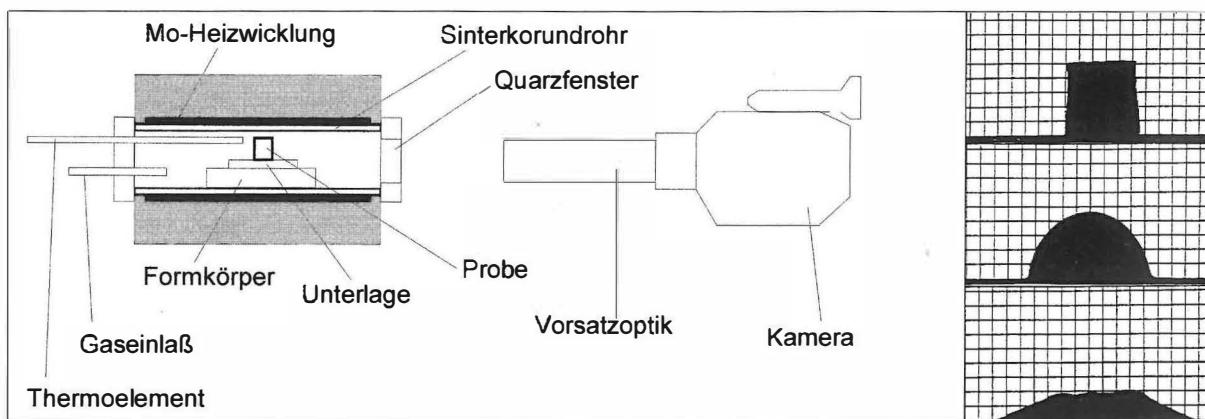 Mo-Heizwicklung
Sinterkorundrohr
Quarzfenster
Formkörper
Unterlage
Probe
Gaseinlaß
Thermoelement
Vorsatzoptik
Kamera